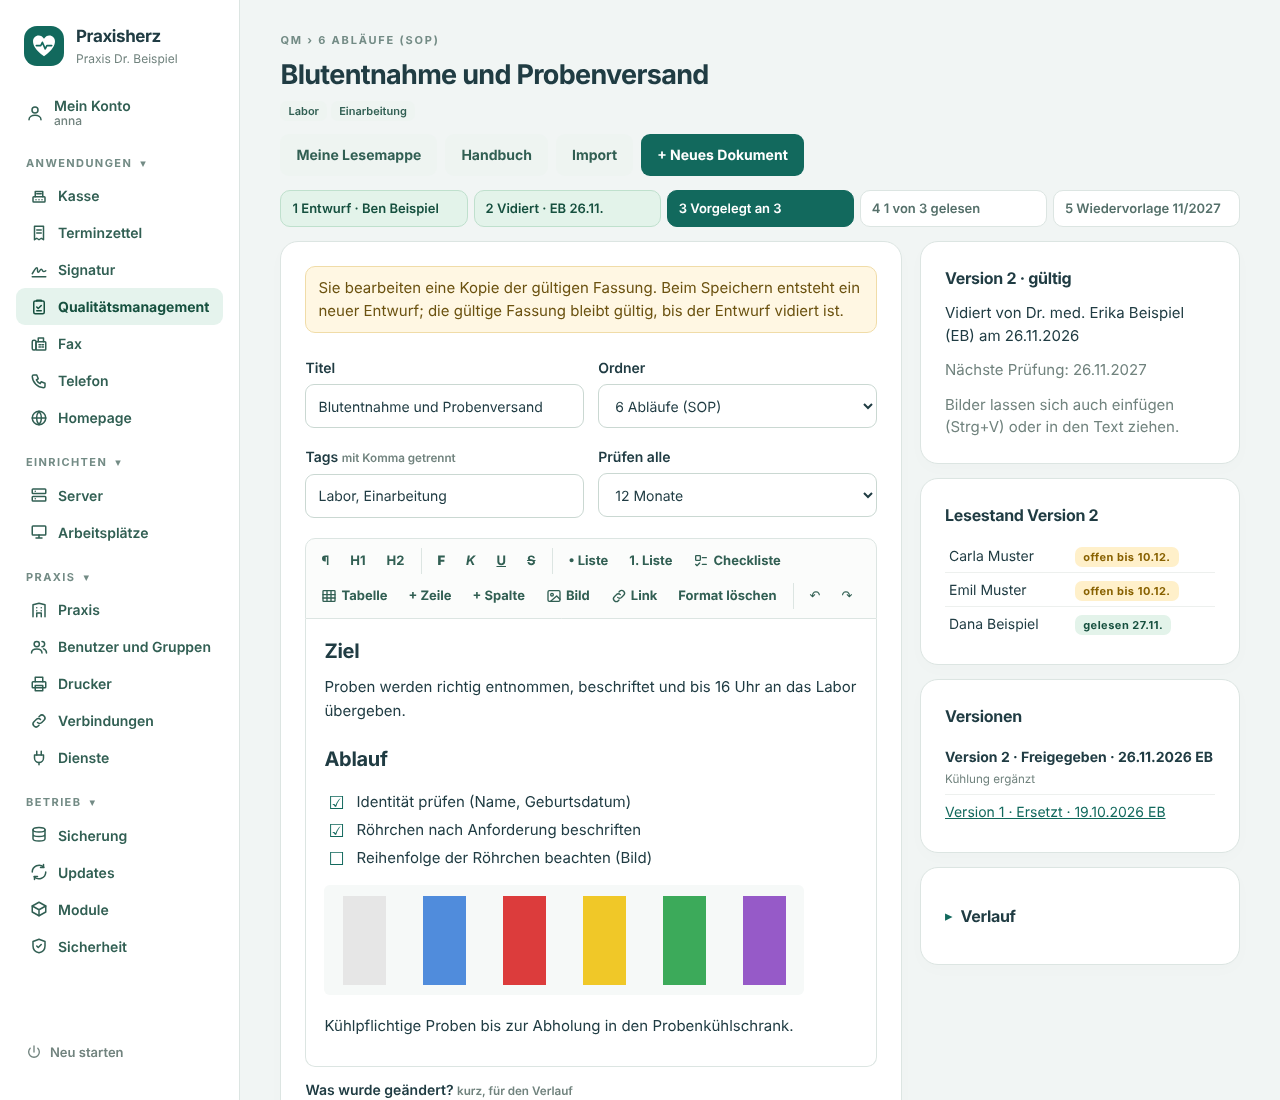 Praxisherz
Praxis Dr. Beispiel
Mein Konto
anna
ANWENDUNGEN ▾
Kasse
Terminzettel
Signatur
Qualitätsmanagement
Fax
Telefon
Homepage
EINRICHTEN ▾
Server
Arbeitsplätze
PRAXIS ▾
Praxis
Benutzer und Gruppen
Drucker
Verbindungen
Dienste
BETRIEB ▾
Sicherung
Updates
Module
Sicherheit
Neu starten
QM › 6 ABLÄUFE (SOP)
Blutentnahme und Probenversand
Labor Einarbeitung
Meine Lesemappe Handbuch Import + Neues Dokument
1 Entwurf · Ben Beispiel 2 Vidiert · EB 26.11. 3 Vorgelegt an 3 4 1 von 3 gelesen 5 Wiedervorlage 11/2027
Sie bearbeiten eine Kopie der gültigen Fassung. Beim Speichern entsteht ein
neuer Entwurf; die gültige Fassung bleibt gültig, bis der Entwurf vidiert ist.
Titel Ordner
Blutentnahme und Probenversand 6 Abläufe (SOP)
Tags mit Komma getrennt Prüfen alle
Labor, Einarbeitung 12 Monate
¶ H1 H2 F K U S • Liste 1. Liste Checkliste
Tabelle + Zeile + Spalte Bild Link Format löschen ↶ ↷
Ziel
Proben werden richtig entnommen, beschriftet und bis 16 Uhr an das Labor
übergeben.
Ablauf
☑ Identität prüfen (Name, Geburtsdatum)
☑ Röhrchen nach Anforderung beschriften
☐ Reihenfolge der Röhrchen beachten (Bild)
Kühlpflichtige Proben bis zur Abholung in den Probenkühlschrank.
Was wurde geändert? kurz, für den Verlauf
Version 2 · gültig
Vidiert von Dr. med. Erika Beispiel
(EB) am 26.11.2026
Nächste Prüfung: 26.11.2027
Bilder lassen sich auch einfügen
(Strg+V) oder in den Text ziehen.
Lesestand Version 2
Carla Muster offen bis 10.12.
Emil Muster offen bis 10.12.
Dana Beispiel gelesen 27.11.
Versionen
Version 2 · Freigegeben · 26.11.2026 EB
Kühlung ergänzt
Version 1 · Ersetzt · 19.10.2026 EB
▸ Verlauf